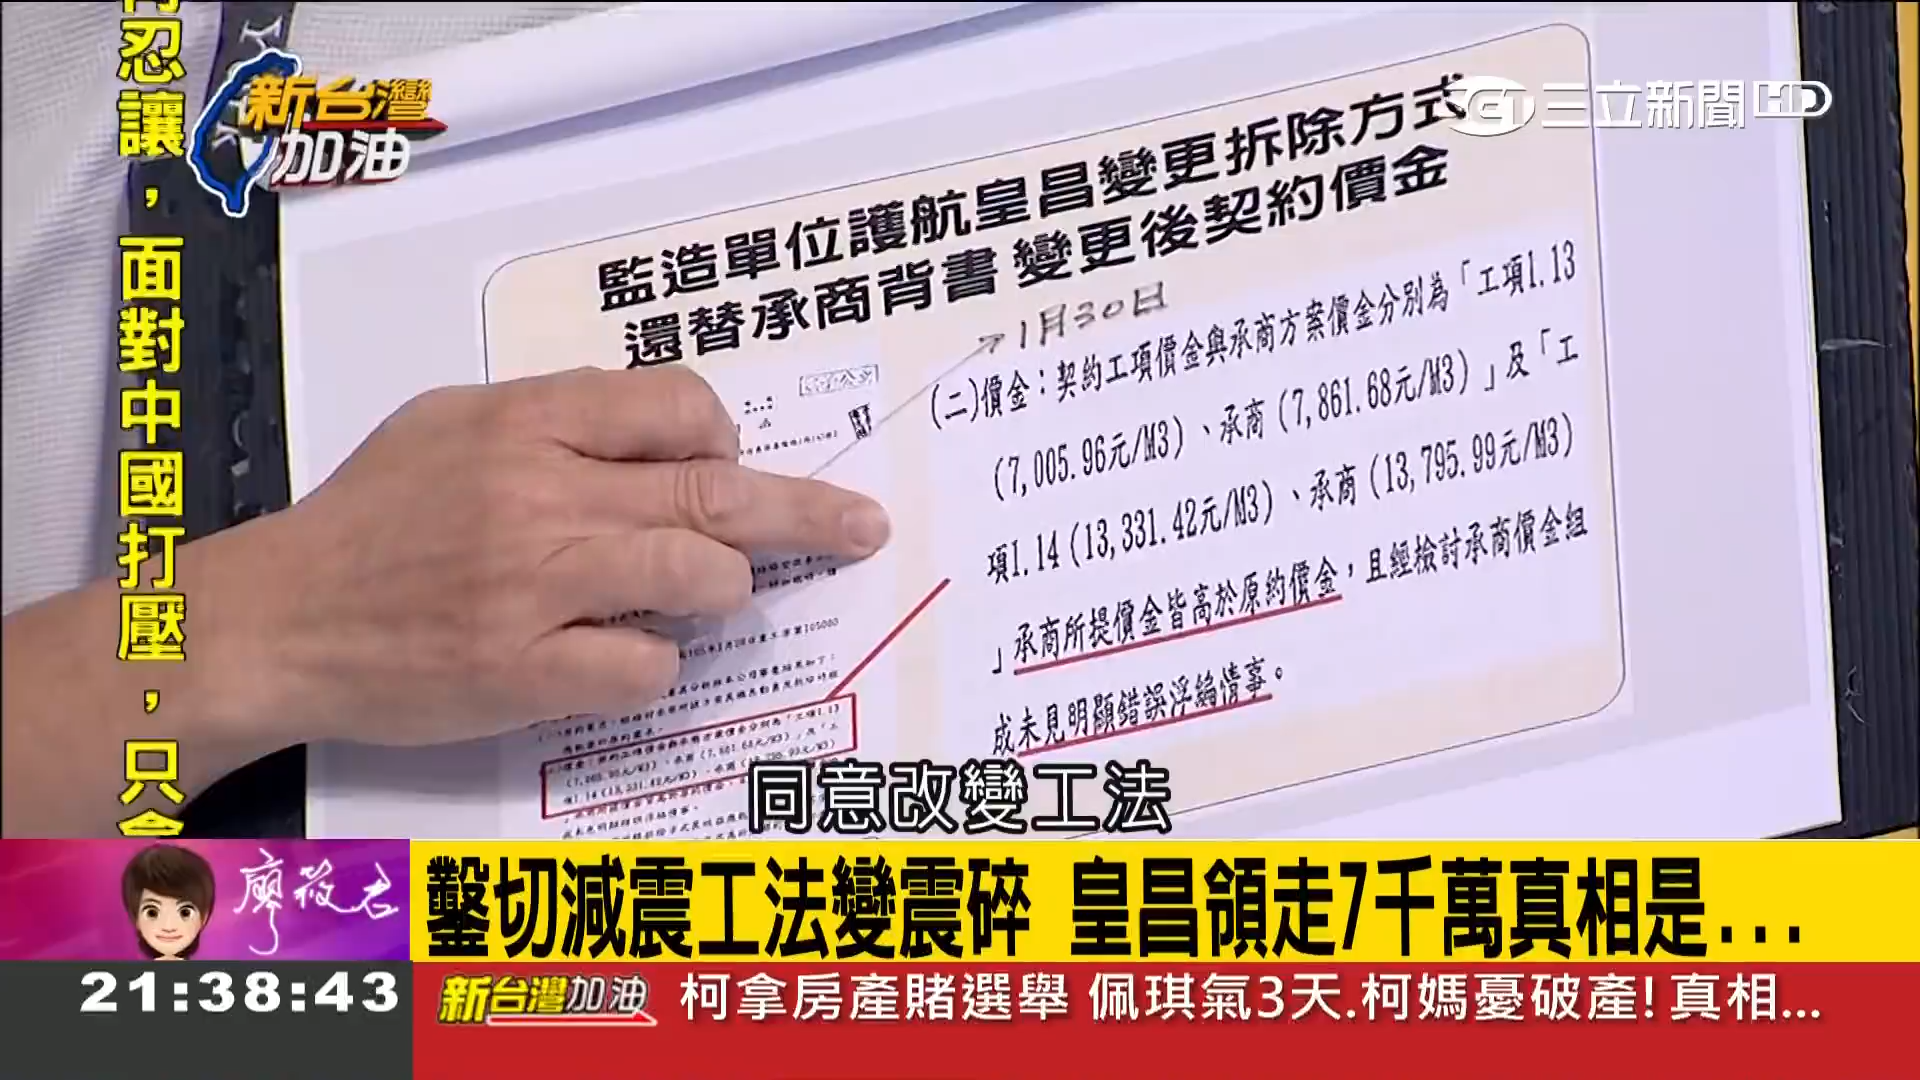 忍讓，面對中國打壓，只會
新台灣
加油
三立新聞HD
監造單位護航皇昌變更拆除方式
還替承商背書 變更後契約價金
1月30日
(二)價金：契約工項價金與承商方案價金分別為「工項1.13
(7,005.96元/M3)、承商(7,861.68元/M3)」及「工
項1.14(13,331.42元/M3)、承商(13,795.99元/M3)
」承商所提價金皆高於原約價金，且經檢討承商價金組
成未見明顯錯誤浮編情事。
同意改變工法
廖筱君
鑿切減震工法變震碎 皇昌領走7千萬真相是...
21:38:43
新台灣加油
柯拿房產賭選舉 佩琪氣3天.柯媽憂破產!真相...